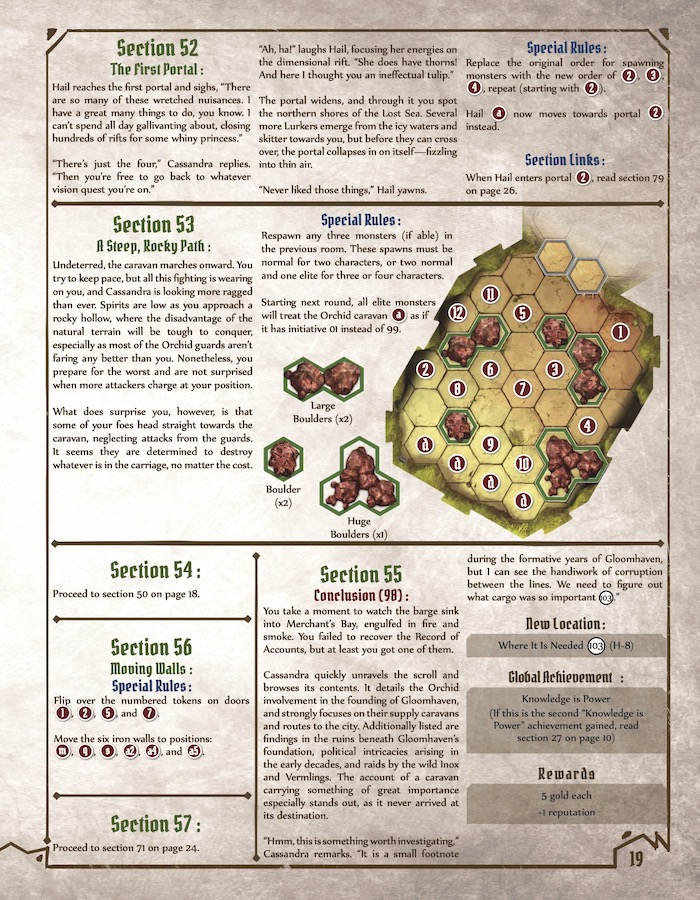 Section 52
The First Portal:
Hail reaches the first portal and sighs, "There
are so many of these wretched nuisances. I
have a great many things to do, you know. I
can't spend all day gallivanting about, closing
hundreds of rifts for some whiny princess."
"There's just the four," Cassandra replies.
"Then you're free to go back to whatever
vision quest you're on."
"Ah, ha!" laughs Hail, focusing her energies on
the dimensional rift. "She does have thorns!
And here I thought you an ineffectual tulip."
The portal widens, and through it you spot
the northern shores of the Lost Sea. Several
more Lurkers emerge from the icy waters and
skitter towards you, but before they can cross
over, the portal collapses in on itself—fizzling
into thin air.
"Never liked those things," Hail yawns.
Special Rules:
Replace the original order for spawning
monsters with the new order of 2, 3,
4, repeat (starting with 2).
Hail a now moves towards portal 2
instead.
Section Links:
When Hail enters portal 2, read section 79
on page 26.
Section 53
A Steep, Rocky Path:
Undeterred, the caravan marches onward. You
try to keep pace, but all this fighting is wearing
on you, and Cassandra is looking more ragged
than ever. Spirits are low as you approach a
rocky hollow, where the disadvantage of the
natural terrain will be tough to conquer,
especially as most of the Orchid guards aren't
faring any better than you. Nonetheless, you
prepare for the worst and are not surprised
when more attackers charge at your position.
What does surprise you, however, is that
some of your foes head straight towards the
caravan, neglecting attacks from the guards.
It seems they are determined to destroy
whatever is in the carriage, no matter the cost.
Special Rules:
Respawn any three monsters (if able) in
the previous room. These spawns must be
normal for two characters, or two normal
and one elite for three or four characters.
Starting next round, all elite monsters
will treat the Orchid caravan a as if
it has initiative 01 instead of 99.
Large
Boulders (x2)
Boulder
(x2)
Huge
Boulders (x1)
11
12
5
1
2
6
3
8
7
4
a
9
a
10
a
a
Section 54:
Proceed to section 50 on page 18.
Section 56
Moving Walls:
Special Rules:
Flip over the numbered tokens on doors
1, 2, 5, and 7.
Move the six iron walls to positions:
Section 57:
Proceed to section 71 on page 24.
Section 55
Conclusion (98):
You take a moment to watch the barge sink
into Merchant's Bay, engulfed in fire and
smoke. You failed to recover the Record of
Accounts, but at least you got one of them.
Cassandra quickly unravels the scroll and
browses its contents. It details the Orchid
involvement in the founding of Gloomhaven,
and strongly focuses on their supply caravans
and routes to the city. Additionally listed are
findings in the ruins beneath Gloomhaven's
foundation, political intricacies arising in
the early decades, and raids by the wild Inox
and Vermlings. The account of a caravan
carrying something of great importance
especially stands out, as it never arrived at
its destination.
"Hmm, this is something worth investigating,"
Cassandra remarks. "It is a small footnote
during the formative years of Gloomhaven,
but I can see the handiwork of corruption
between the lines. We need to figure out
what cargo was so important 103."
New Location:
Where It Is Needed 103 (H-8)
Global Achievement :
Knowledge is Power
(If this is the second "Knowledge is
Power" achievement gained, read
section 27 on page 10)
Rewards
5 gold each
-1 reputation
19